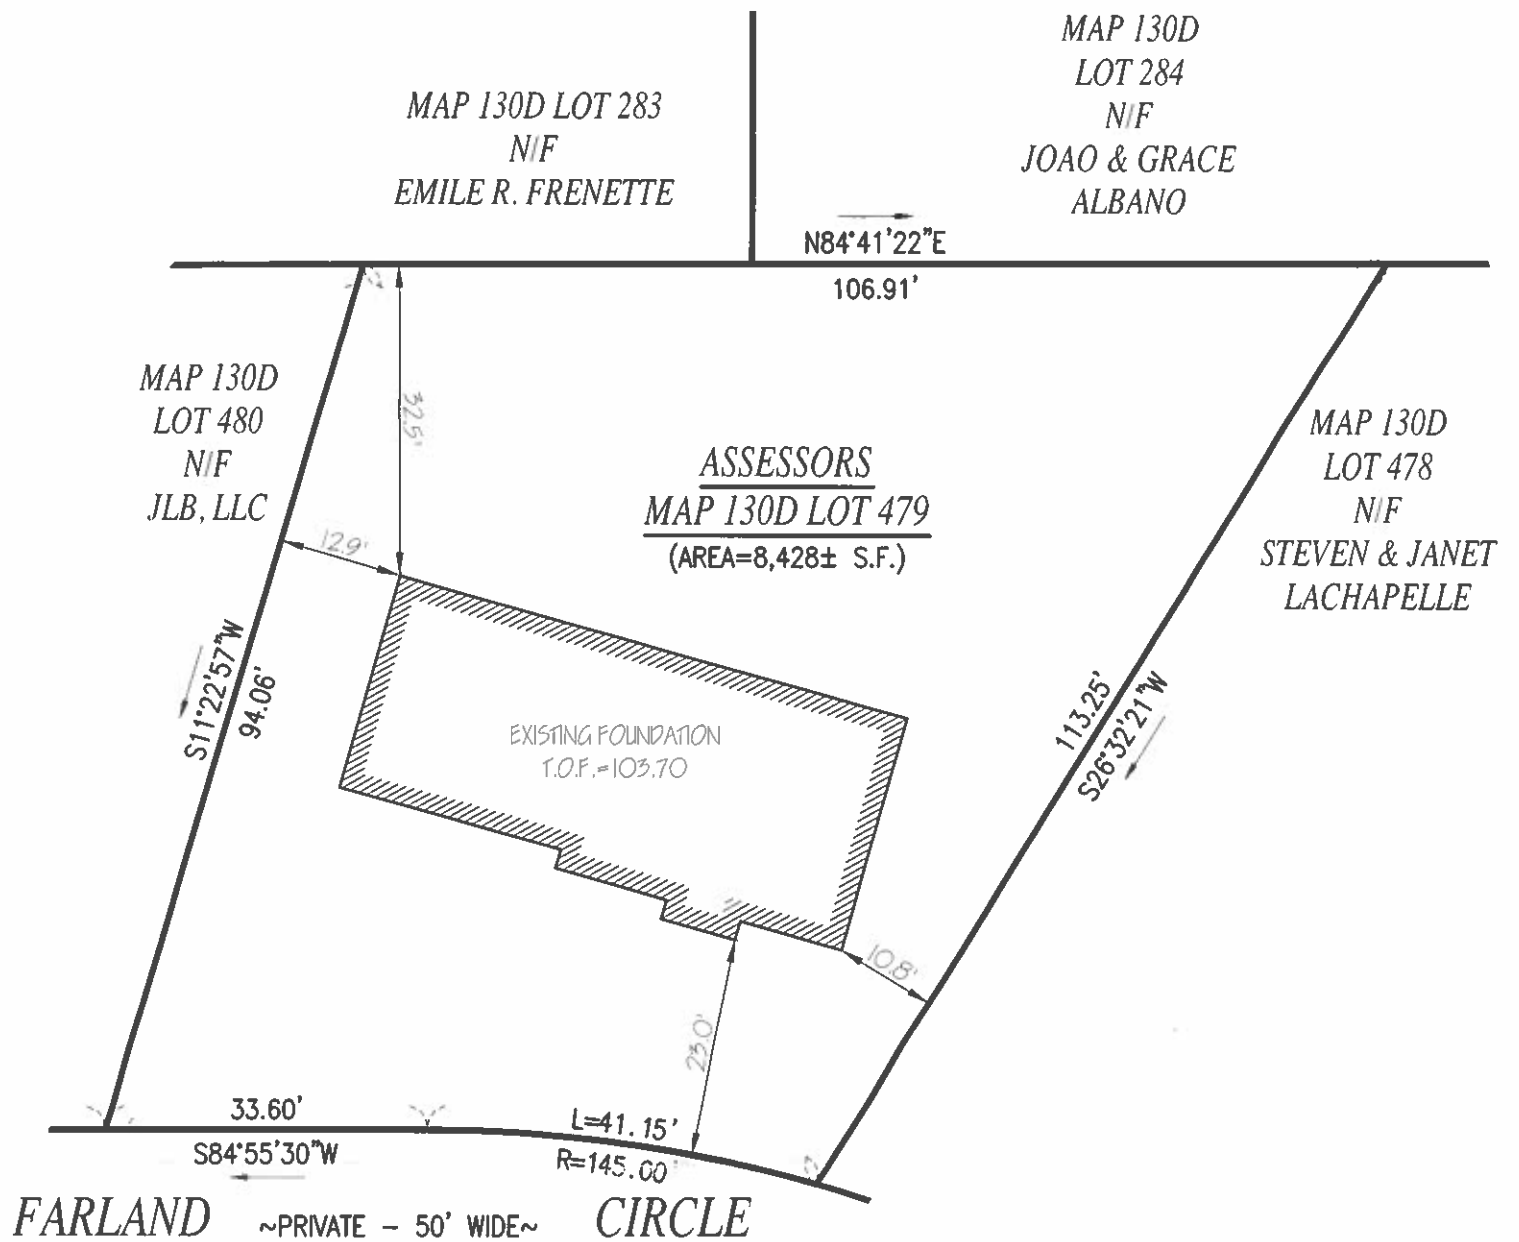 MAP 130D LOT 283
N/F
EMILE R. FRENETTE
MAP 130D
LOT 284
N/F
JOAO & GRACE
ALBANO
N84°41'22"E
106.91'
MAP 130D
LOT 480
N/F
JLB, LLC
32.5'
12.9'
ASSESSORS
MAP 130D LOT 479
(AREA=8,428± S.F.)
MAP 130D
LOT 478
N/F
STEVEN & JANET
LACHAPELLE
S11°22'57"W
94.06'
EXISTING FOUNDATION
T.O.F.=103.70
113.25'
S26°32'21"W
10.8'
23.0'
33.60'
S84°55'30"W
L=41.15'
R=145.00'
FARLAND ~PRIVATE - 50' WIDE~ CIRCLE